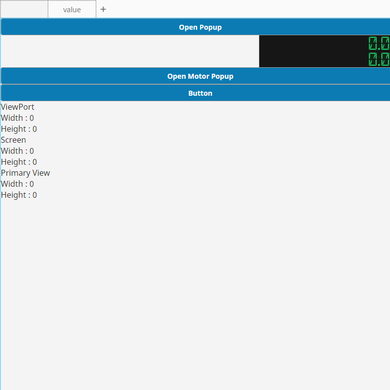 value +
Open Popup
0.0
0.0
Open Motor Popup
Button
ViewPort
Width : 0
Height : 0
Screen
Width : 0
Height : 0
Primary View
Width : 0
Height : 0